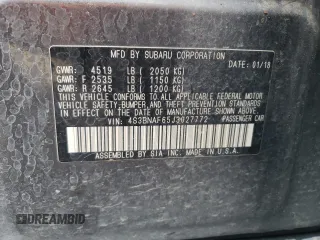 MFD BY SUBARU CORPORATION
DATE: 01/18
GVWR: 4519 LB (2050 KG)
GAWR: F 2535 LB (1150 KG)
GAWR: R 2645 LB (1200 KG)
THIS VEHICLE CONFORMS TO ALL APPLICABLE FEDERAL MOTOR
VEHICLE SAFETY, BUMPER, AND THEFT PREVENTION STANDARDS
IN EFFECT ON THE DATE OF MANUFACTURE SHOWN ABOVE.
VIN: 4S3BNAF65J3027772 PASSENGER CAR
ASSEMBLED BY SIA INC. MADE IN U.S.A.
DREAMBID